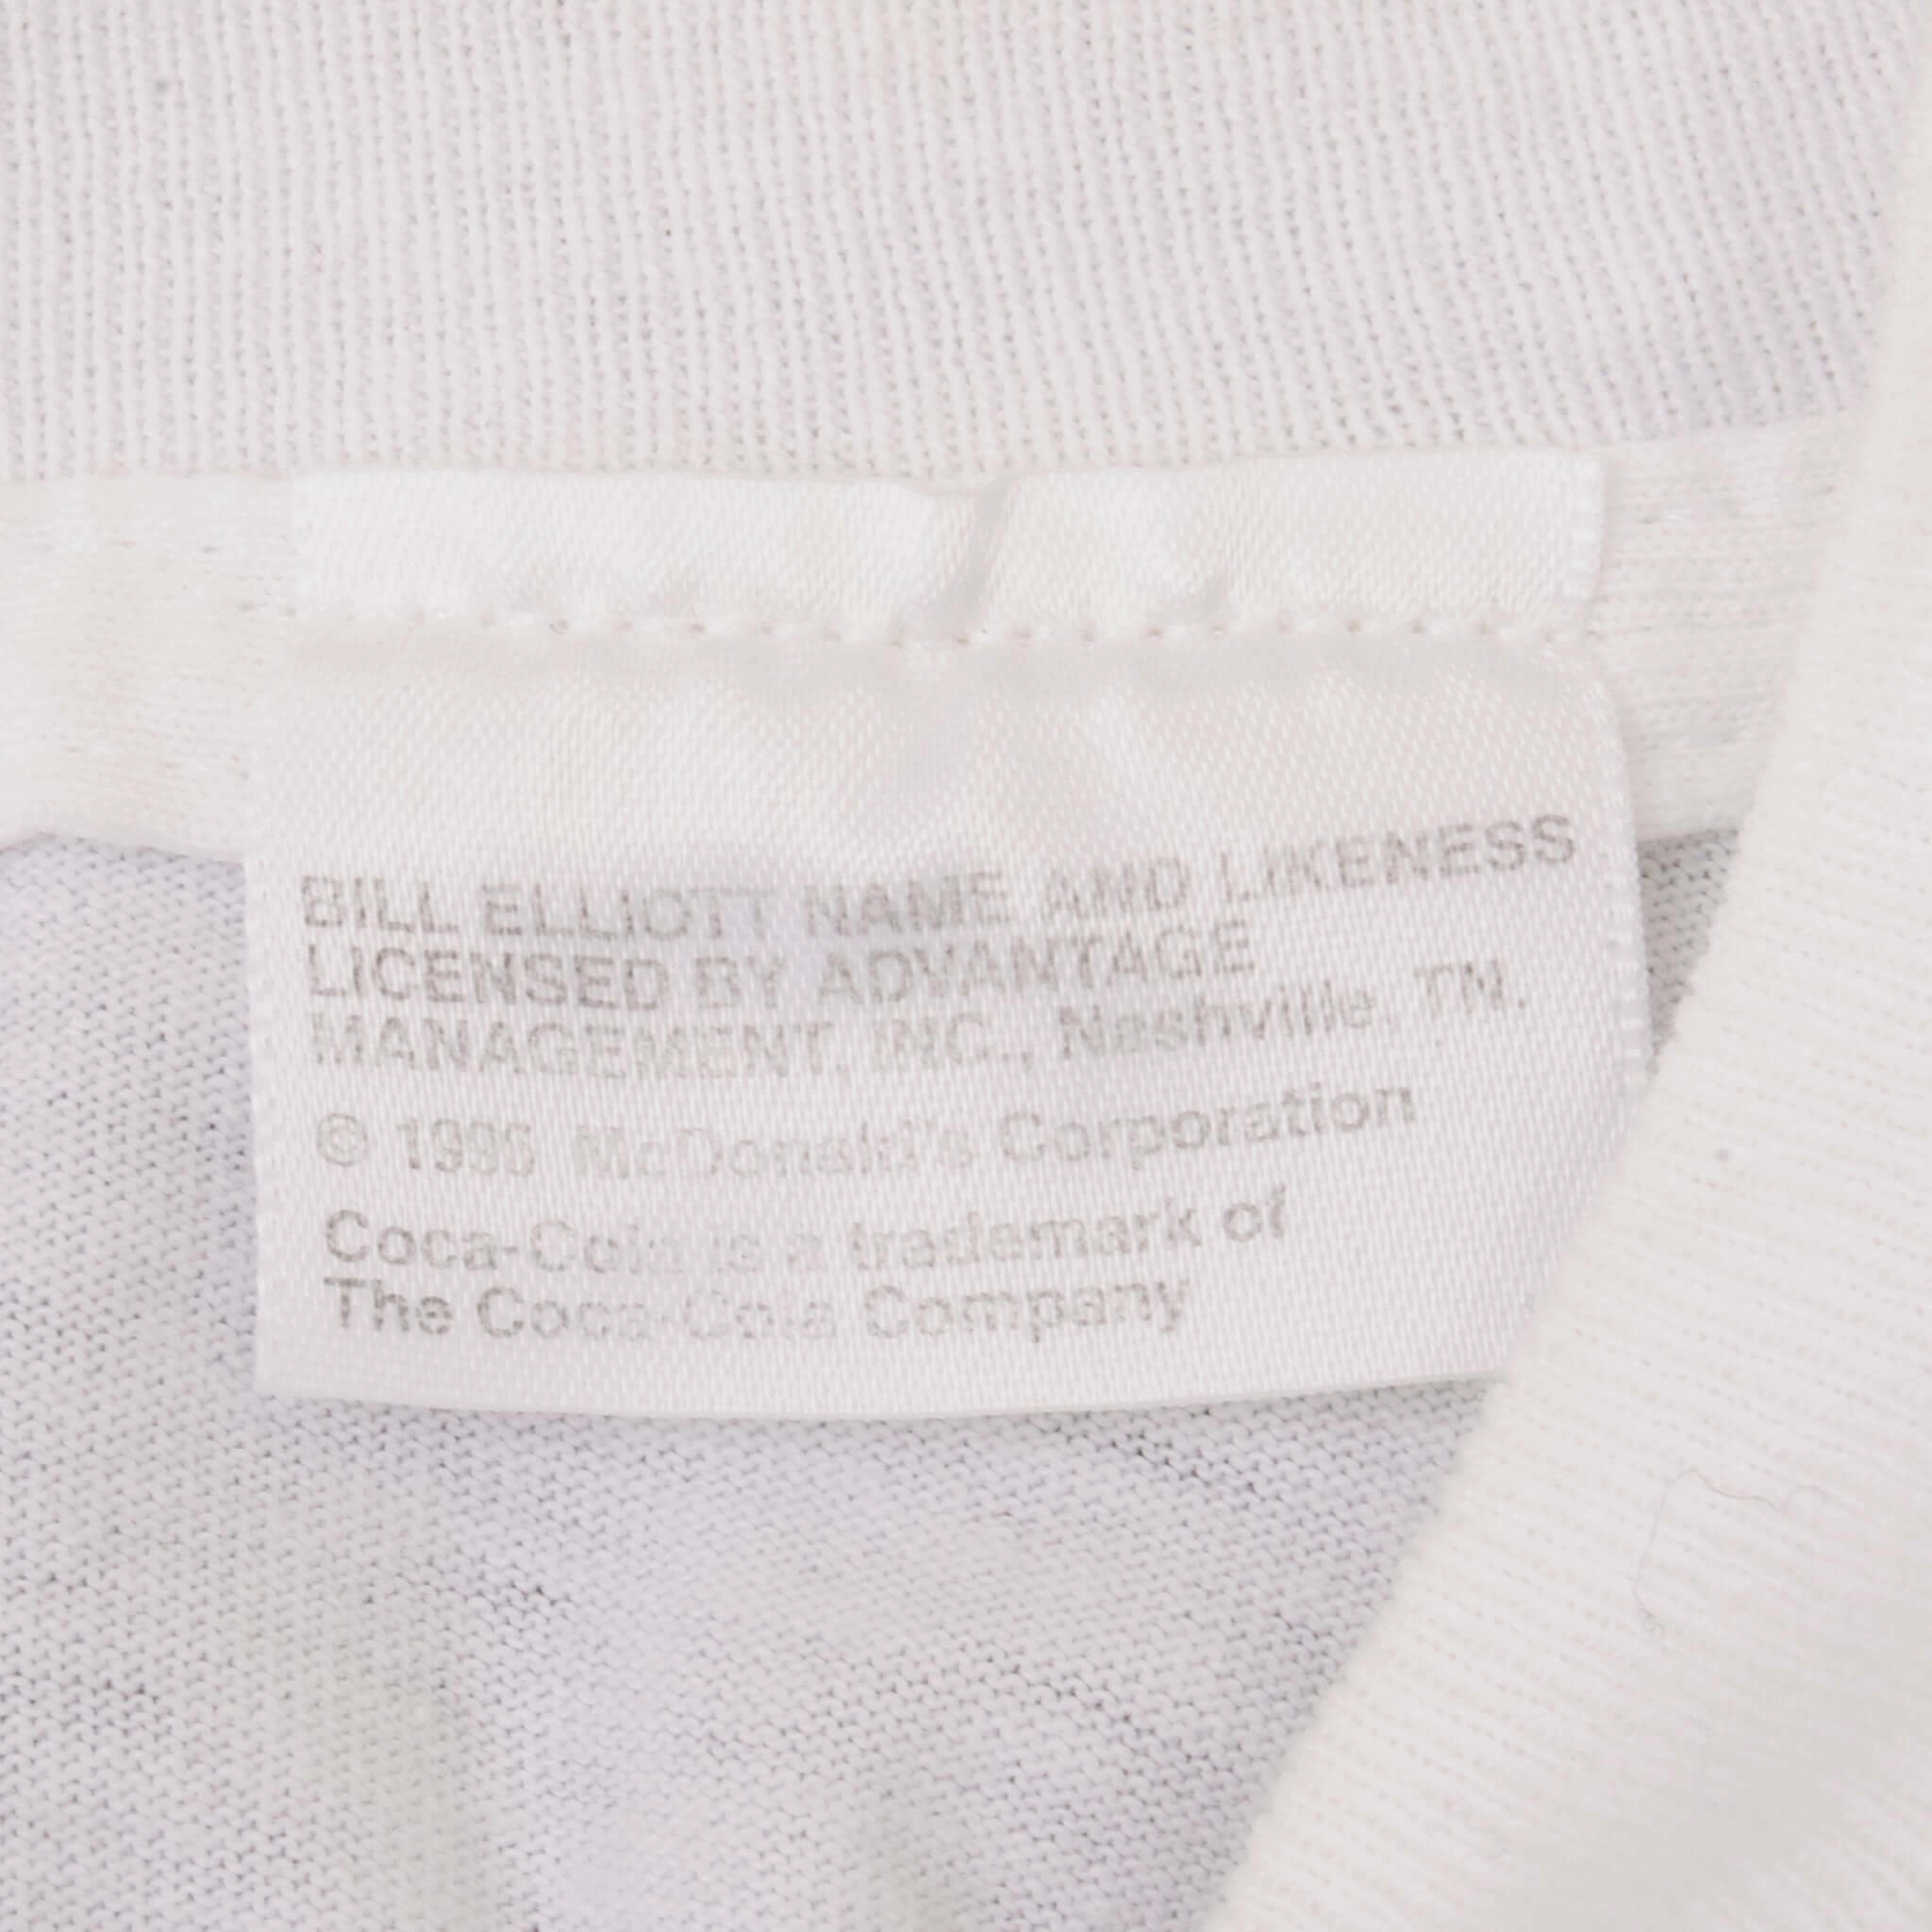 BILL ELLIOTT NAME AND LIKENESS
LICENSED BY ADVANTAGE
MANAGEMENT, INC., Nashville, TN.
© 1995 McDonald's Corporation
Coca-Cola is a trademark of
The Coca-Cola Company